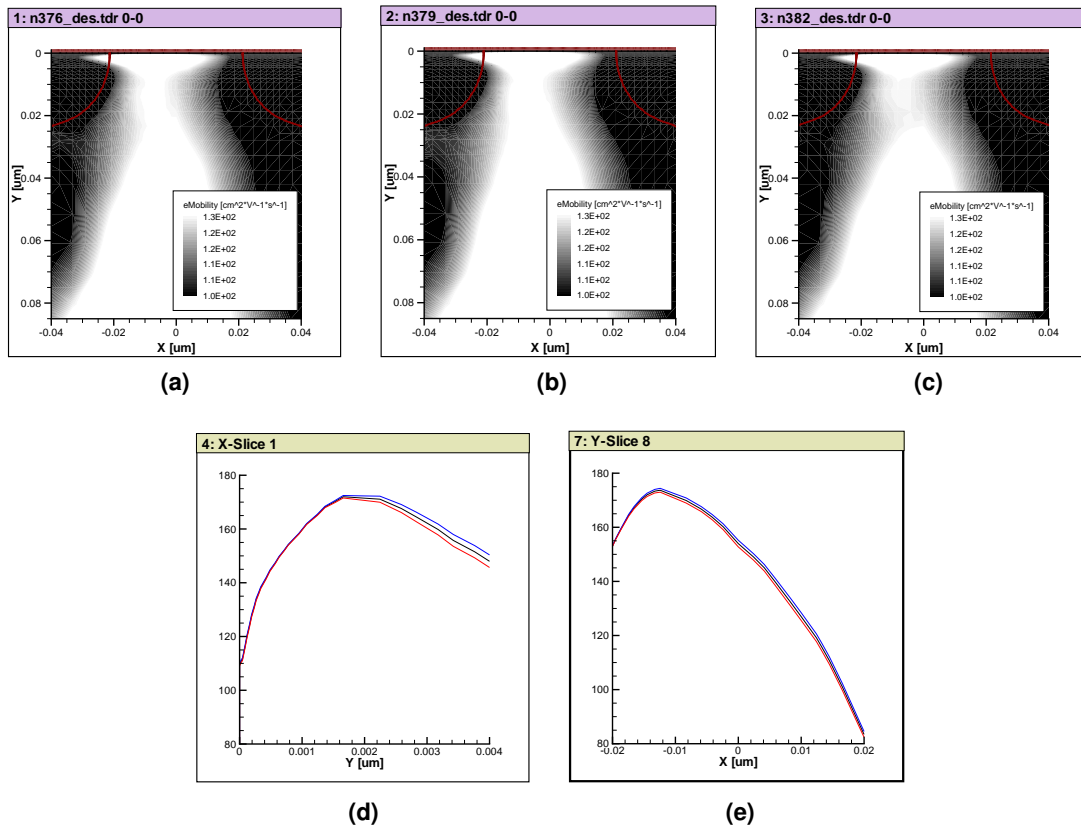 1: n376_des.tdr 0-0
0
0.02
0.04
0.06
0.08
Y [um]
eMobility [cm^2*V^-1*s^-1]
1.3E+02
1.2E+02
1.2E+02
1.1E+02
1.1E+02
1.0E+02
-0.04
-0.02
0
0.02
0.04
X [um]
(a)
2: n379_des.tdr 0-0
0
0.02
0.04
0.06
0.08
Y [um]
eMobility [cm^2*V^-1*s^-1]
1.3E+02
1.2E+02
1.2E+02
1.1E+02
1.1E+02
1.0E+02
-0.04
-0.02
0
0.02
0.04
X [um]
(b)
3: n382_des.tdr 0-0
0
0.02
0.04
0.06
0.08
Y [um]
eMobility [cm^2*V^-1*s^-1]
1.3E+02
1.2E+02
1.2E+02
1.1E+02
1.1E+02
1.0E+02
-0.04
-0.02
0
0.02
0.04
X [um]
(c)
4: X-Slice 1
180
160
140
120
100
80
0
0.001
0.002
0.003
0.004
Y [um]
(d)
7: Y-Slice 8
180
160
140
120
100
80
-0.02
-0.01
0
0.01
0.02
X [um]
(e)